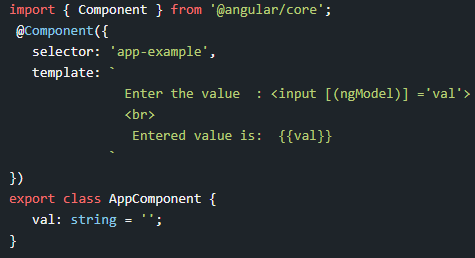 import { Component } from '@angular/core';
@Component({
selector: 'app-example',
template: `
Enter the value  : <input [(ngModel)] ='val'>
<br>
Entered value is:  {{val}}
`
})
export class AppComponent {
val: string = '';
}